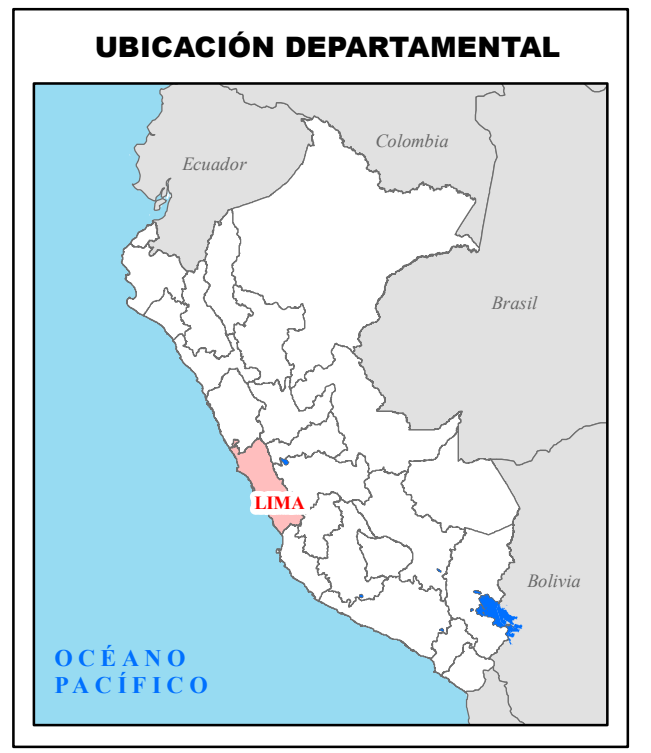 UBICACIÓN DEPARTAMENTAL
Colombia
Ecuador
Brasil
LIMA
Bolivia
OCÉANO
PACÍFICO